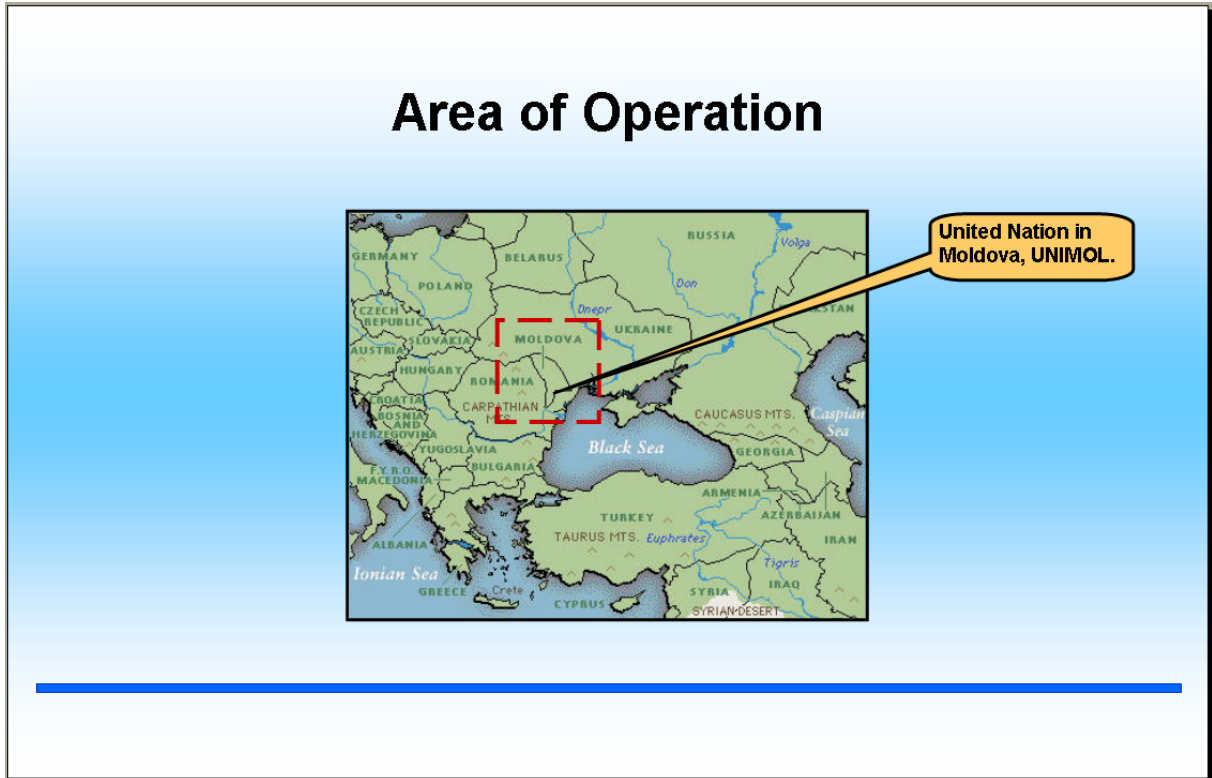 Area of Operation
United Nation in
Moldova, UNIMOL.
RUSSIA
Volga
GERMANY
BELARUS
POLAND
Don
CZECH
REPUBLIC
Dnepr
STAN
UKRAINE
SLOVAKIA
MOLDOVA
AUSTRIA
HUNGARY
ROMANIA
CROATIA
CARPATHIAN
MTS.
BOSNIA
AND
HERZEGOVINA
CAUCASUS MTS.
Caspian
Sea
YUGOSLAVIA
Black Sea
GEORGIA
F.Y.R.O.
MACEDONIA
BULGARIA
ARMENIA
AZERBAIJAN
TURKEY
TAURUS MTS.
Euphrates
IRAN
ALBANIA
Tigris
Ionian Sea
GREECE
Crete
CYPRUS
SYRIA
IRAQ
SYRIAN DESERT